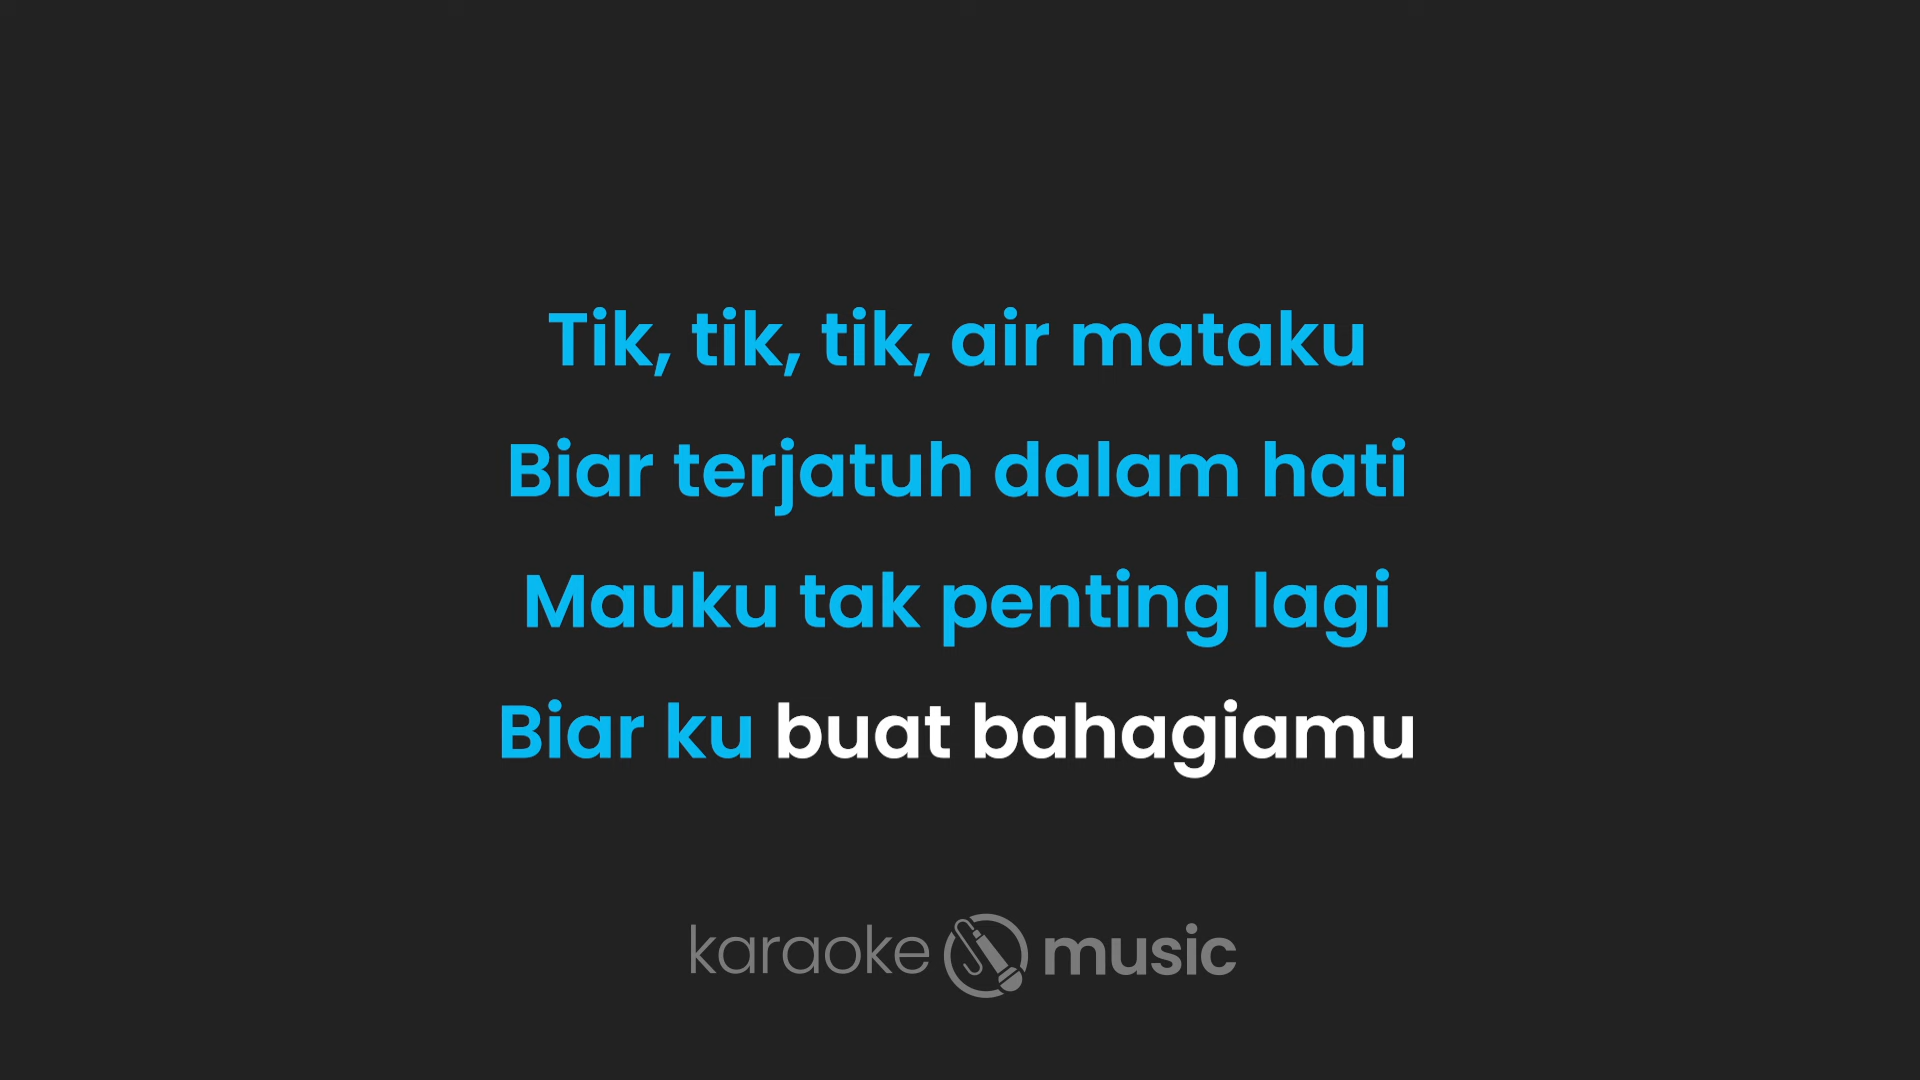 Tik, tik, tik, air mataku
Biar terjatuh dalam hati
Mauku tak penting lagi
Biar ku buat bahagiamu
karaoke music